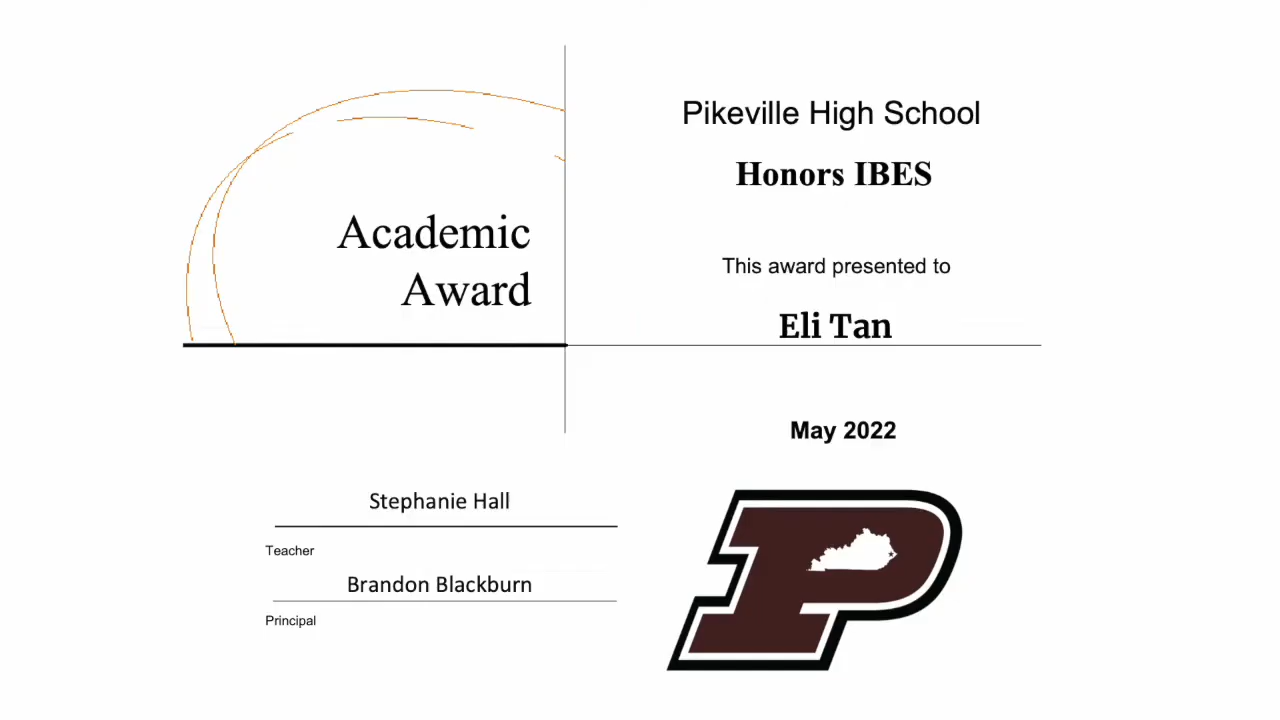 Academic
Award
Pikeville High School
Honors IBES
This award presented to
Eli Tan
May 2022
Stephanie Hall
Teacher
Brandon Blackburn
Principal
P